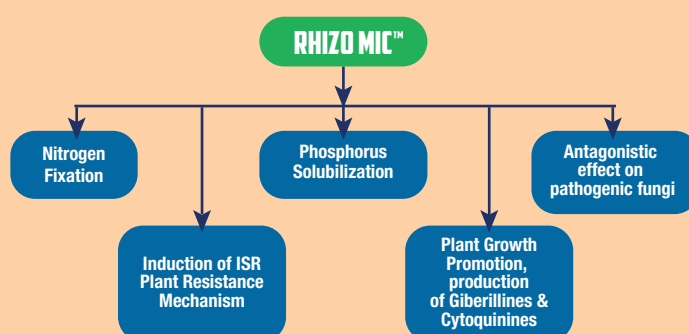 RHIZO MIC™
Nitrogen
Fixation
Phosphorus
Solubilization
Antagonistic
effect on
pathogenic fungi
Induction of ISR
Plant Resistance
Mechanism
Plant Growth
Promotion,
production
of Giberillines &
Cytoquinines